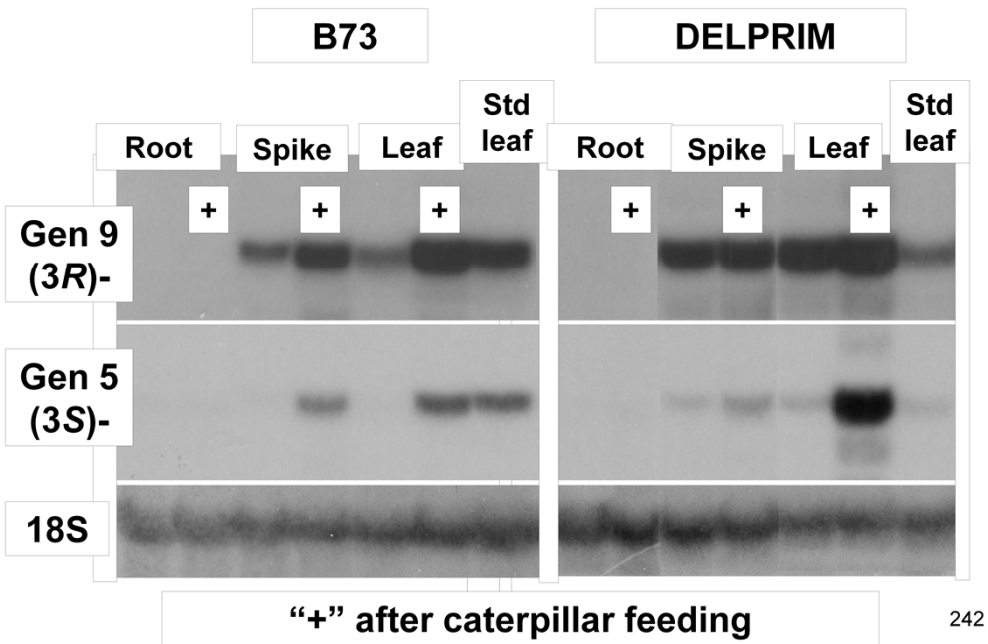 B73
DELPRIM
Root
Spike
Leaf
Std
leaf
Root
Spike
Leaf
Std
leaf
+
+
+
+
+
+
Gen 9
(3R)-
Gen 5
(3S)-
18S
“+” after caterpillar feeding
242